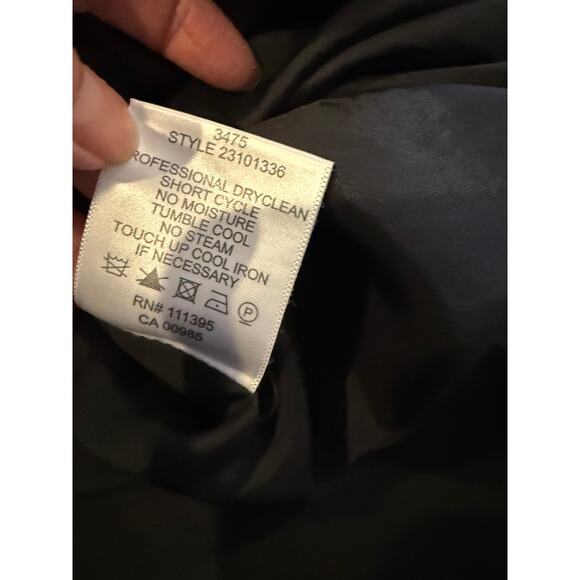 3475
STYLE 23101336
PROFESSIONAL DRYCLEAN
SHORT CYCLE
NO MOISTURE
TUMBLE COOL
NO STEAM
TOUCH UP COOL IRON
IF NECESSARY
P
RN# 111395
CA 00985